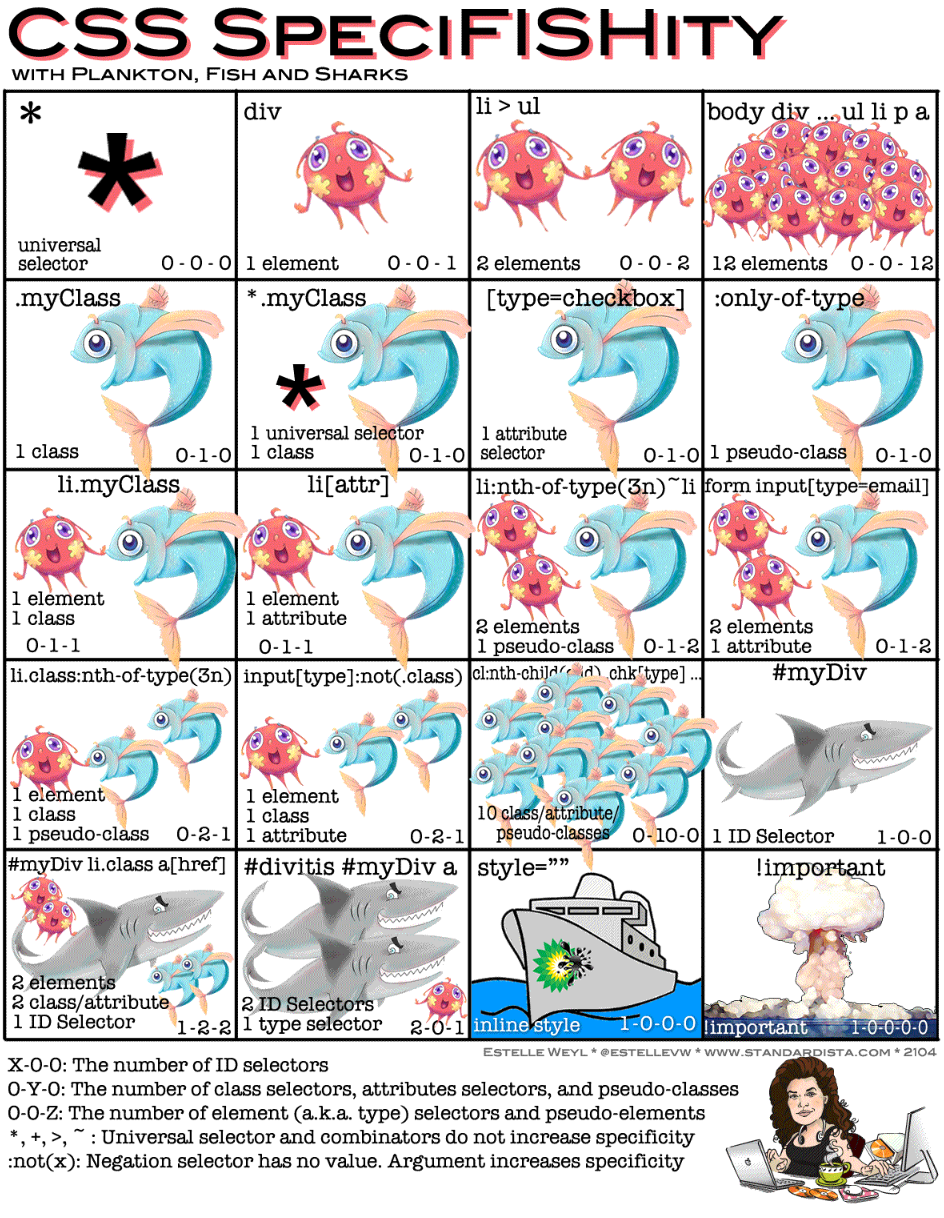 CSS SpeciFISHity
with Plankton, Fish and Sharks
*
*
universal
selector 0-0-0
div
1 element 0-0-1
li > ul
2 elements 0-0-2
body div ... ul li p a
12 elements 0-0-12
.myClass
1 class 0-1-0
*.myClass
*
1 universal selector
1 class 0-1-0
[type=checkbox]
1 attribute
selector 0-1-0
:only-of-type
1 pseudo-class 0-1-0
li.myClass
1 element
1 class
0-1-1
li[attr]
1 element
1 attribute
0-1-1
li:nth-of-type(3n)~li
2 elements
1 pseudo-class 0-1-2
form input[type=email]
2 elements
1 attribute 0-1-2
li.class:nth-of-type(3n)
1 element
1 class
1 pseudo-class 0-2-1
input[type]:not(.class)
1 element
1 class
1 attribute 0-2-1
.chk[type] ...
10 class/attribute/
pseudo-classes 0-10-0
#myDiv
1 ID Selector 1-0-0
#myDiv li.class a[href]
2 elements
2 class/attribute
1 ID Selector 1-2-2
#divitis #myDiv a
2 ID Selectors
1 type selector 2-0-1
style=””
inline style 1-0-0-0
!important
!important 1-0-0-0-0
Estelle Weyl * @estellevw * www.standardista.com * 2104
X-0-0: The number of ID selectors
0-Y-0: The number of class selectors, attributes selectors, and pseudo-classes
0-0-Z: The number of element (a.k.a. type) selectors and pseudo-elements
*, +, >, ~ : Universal selector and combinators do not increase specificity
:not(x): Negation selector has no value. Argument increases specificity